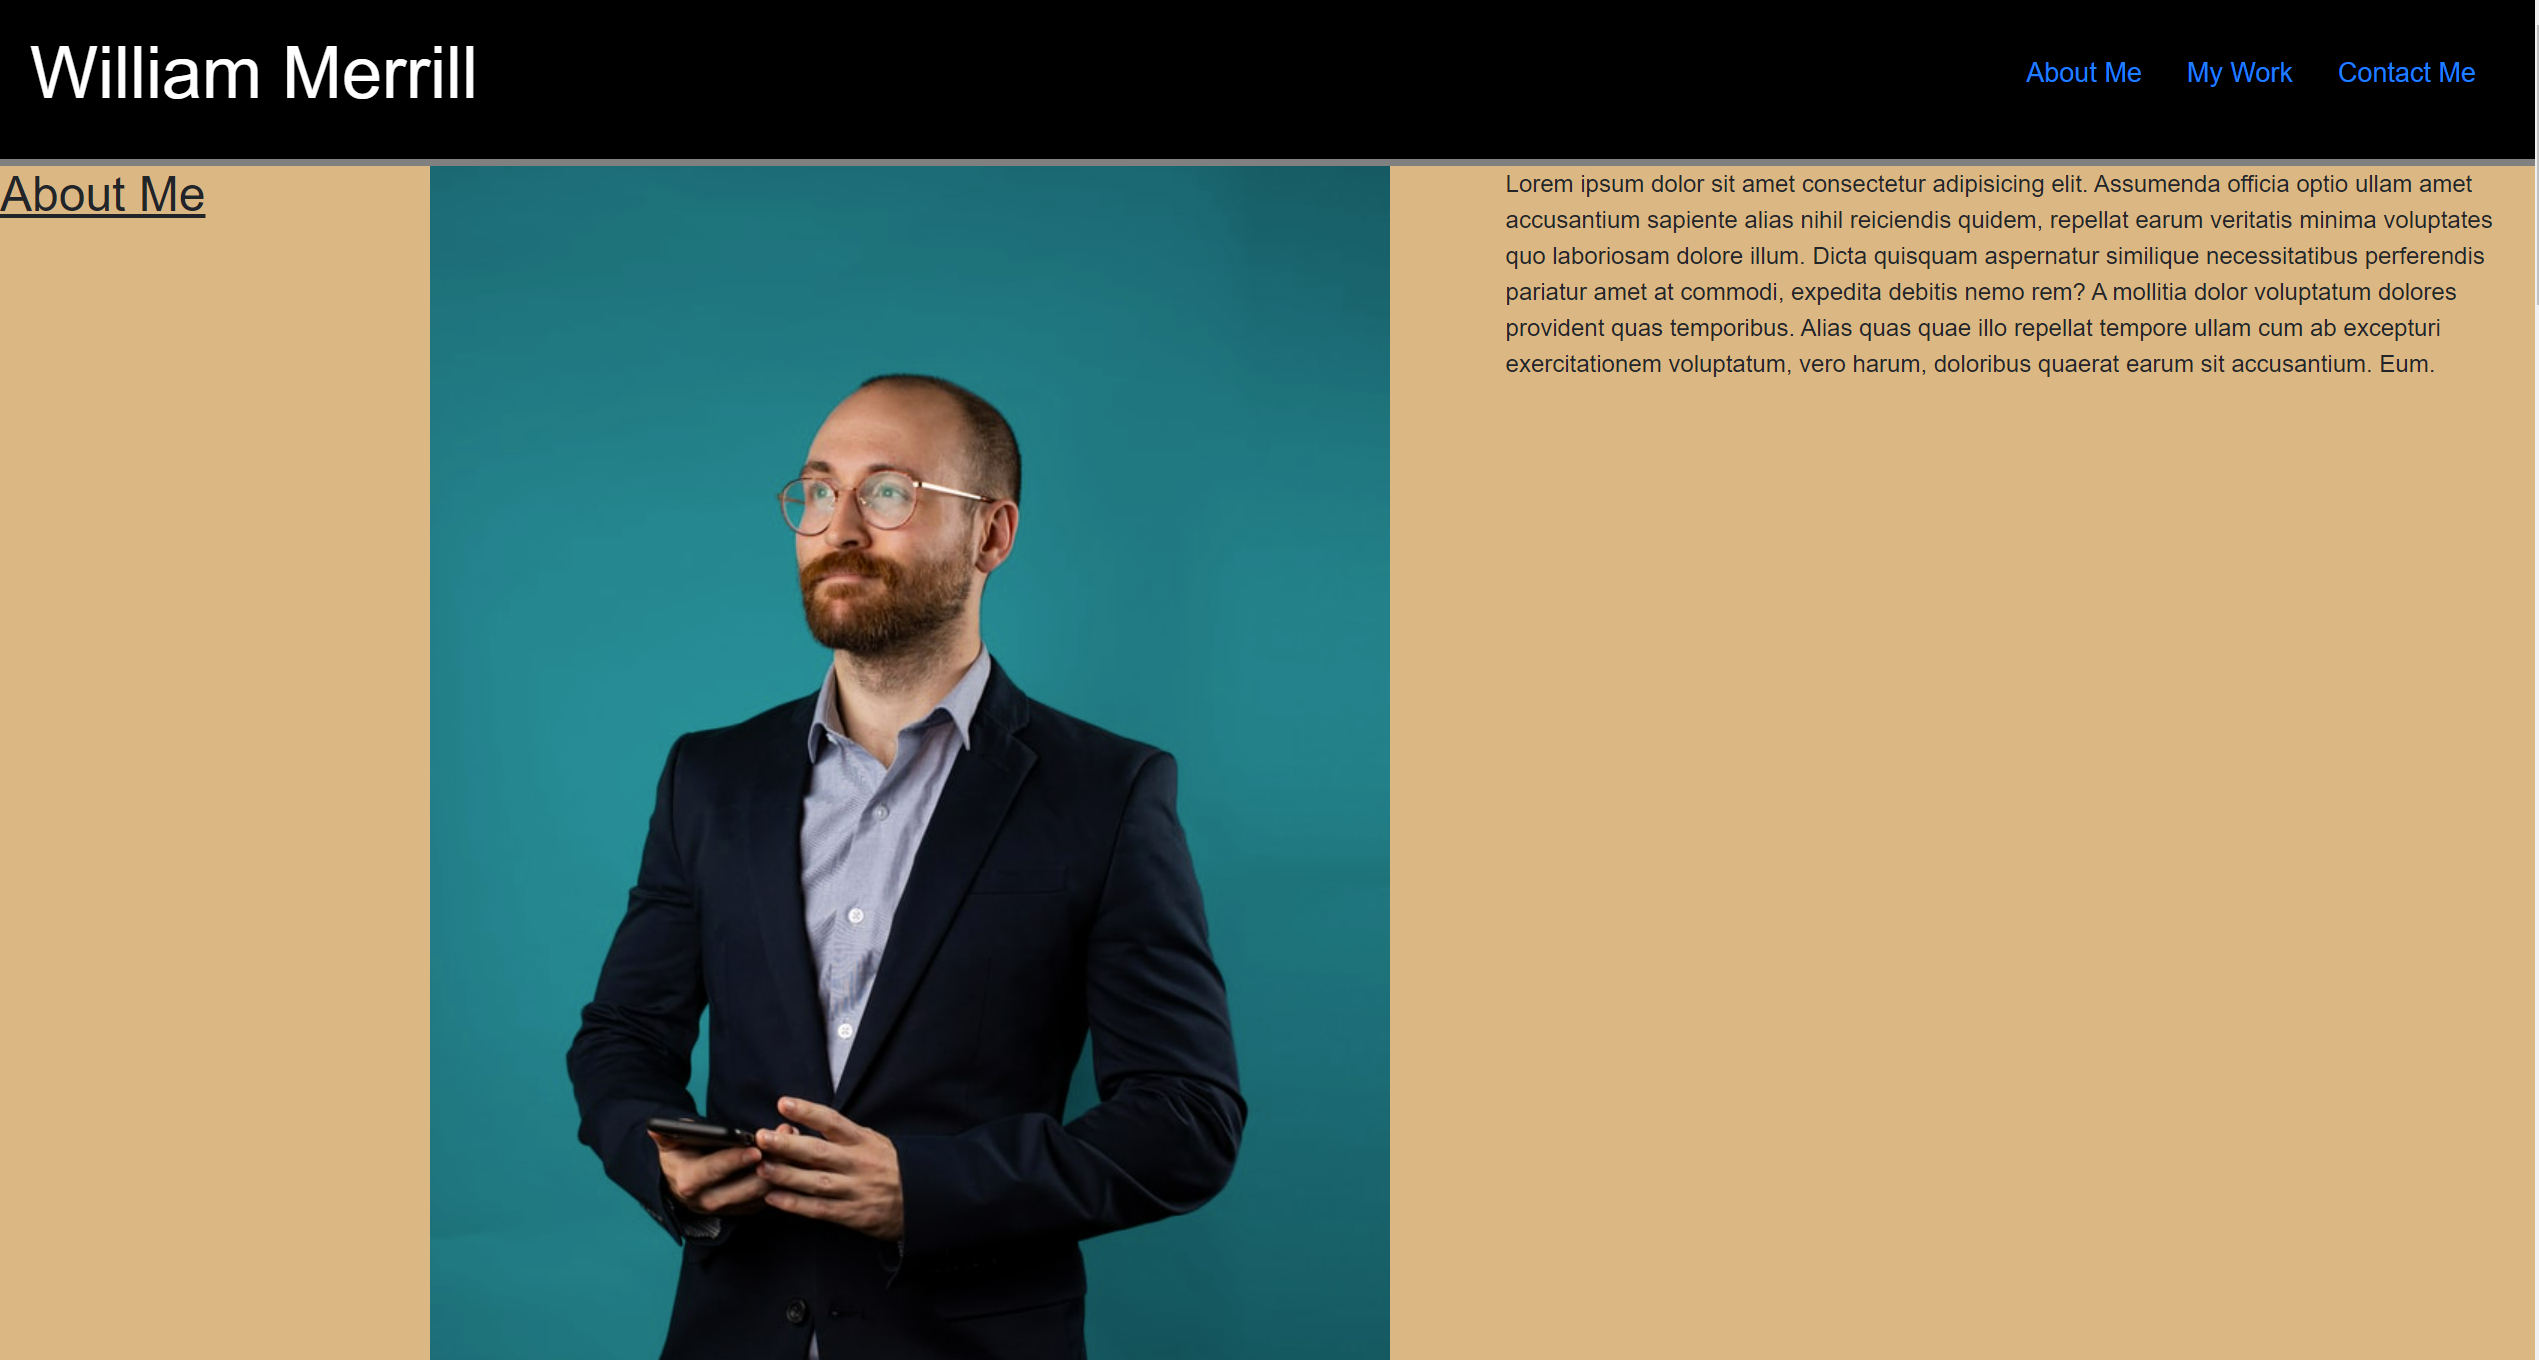 William Merrill
About Me
My Work
Contact Me
About Me
Lorem ipsum dolor sit amet consectetur adipisicing elit. Assumenda officia optio ullam amet
accusantium sapiente alias nihil reiciendis quidem, repellat earum veritatis minima voluptates
quo laboriosam dolore illum. Dicta quisquam aspernatur similique necessitatibus perferendis
pariatur amet at commodi, expedita debitis nemo rem? A mollitia dolor voluptatum dolores
provident quas temporibus. Alias quas quae illo repellat tempore ullam cum ab excepturi
exercitationem voluptatum, vero harum, doloribus quaerat earum sit accusantium. Eum.